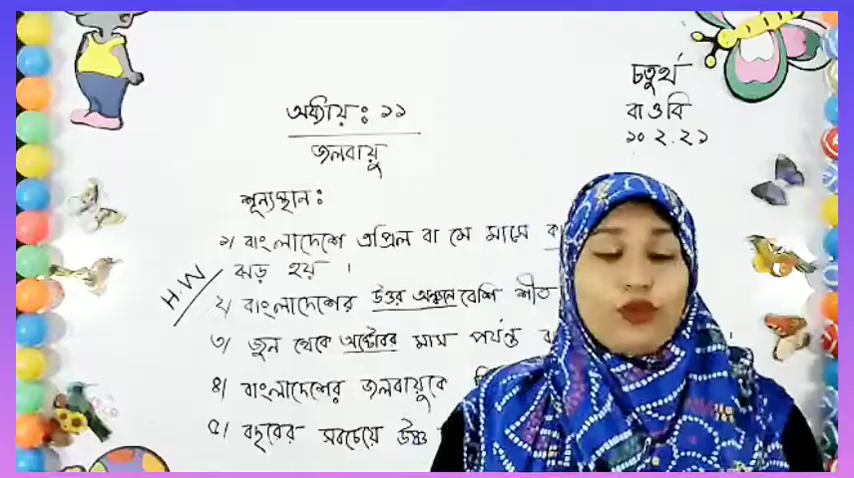 চতুর্থ
বাওবি
১০.২.২১
অধ্যায়ঃ ১১
জলবায়ু
শূন্যস্থানঃ
১/ বাংলাদেশে এপ্রিল বা মে মাসে
ঝড় হয় ।
H.W
২/ বাংলাদেশের উত্তর অঞ্চলে বেশি শীত
৩/ জুন থেকে অক্টোবর মাস পর্যন্ত
৪/ বাংলাদেশের জলবায়ুকে
৫/ বছরের সবচেয়ে উষ্ণ